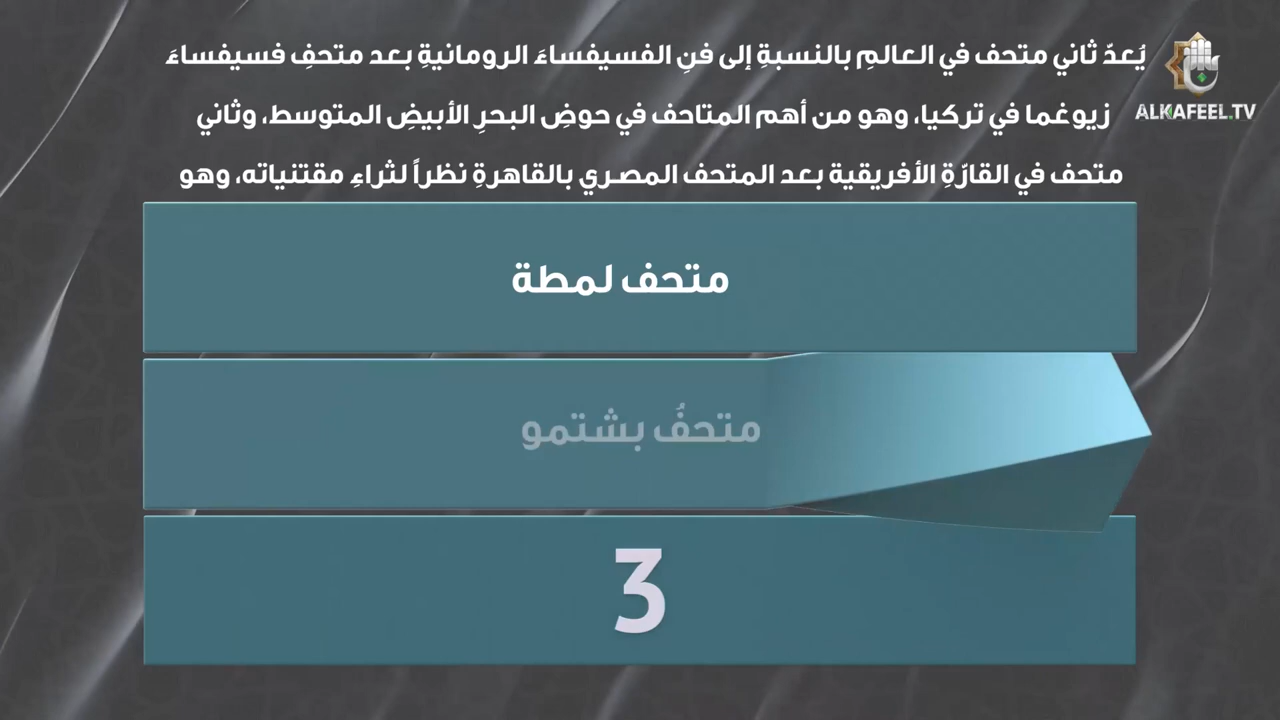 يُعدّ ثاني متحف في العالمِ بالنسبةِ إلى فنِ الفسيفساءَ الرومانيةِ بعد متحفِ فسيفساءَ
زيوغما في تركيا، وهو من أهم المتاحف في حوضِ البحرِ الأبيضِ المتوسط، وثاني
متحف في القارّةِ الأفريقية بعد المتحف المصري بالقاهرةِ نظراً لثراءِ مقتنياته، وهو
ALKAFEEL.TV
متحف لمطة
متحفُ بشتمو
3